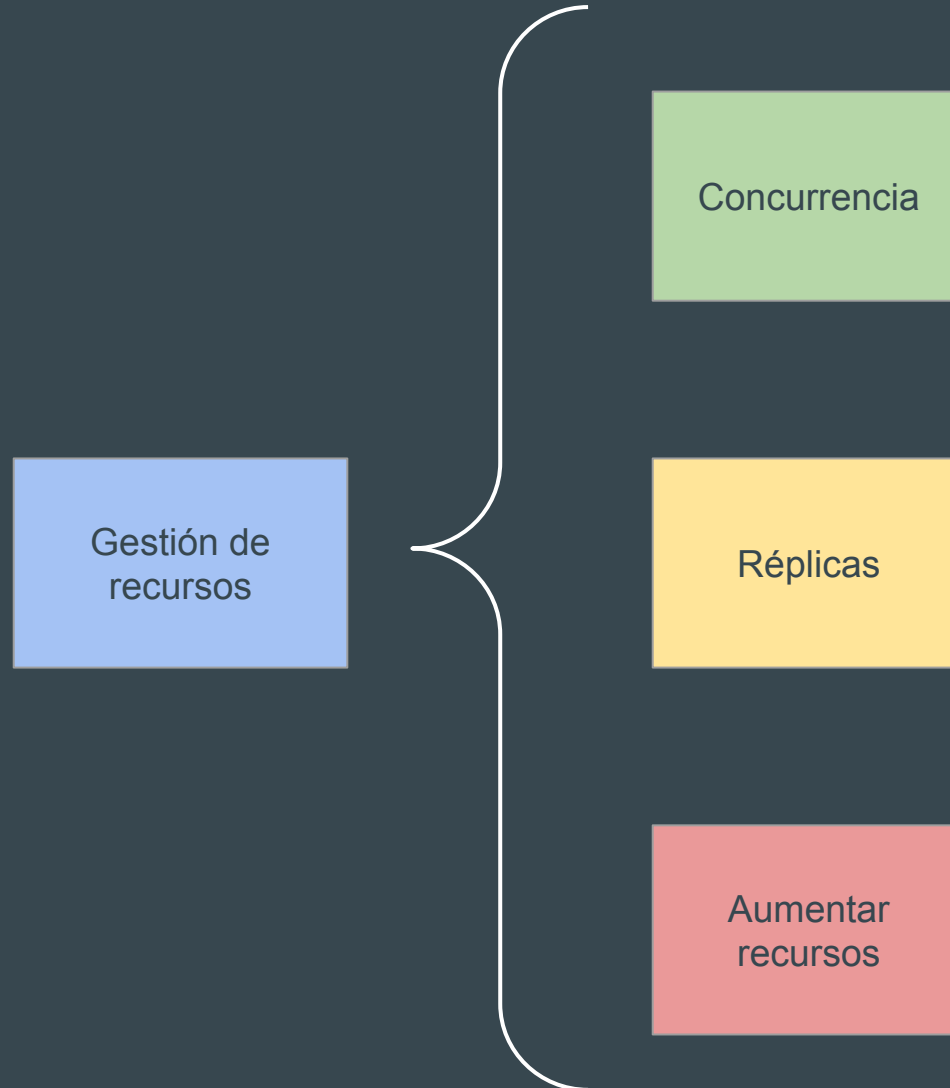 Concurrencia
Gestión de
recursos
Réplicas
Aumentar
recursos